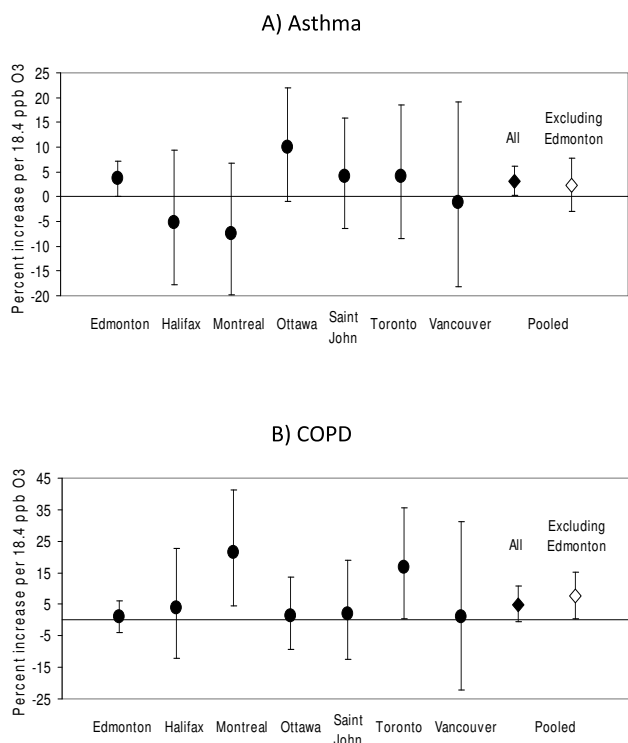 A) Asthma
Percent increase per 18.4 ppb O3
25
20
15
10
5
0
-5
-10
-15
-20
All
Excluding
Edmonton
Edmonton
Halifax
Montreal
Ottawa
Saint
John
Toronto
Vancouver
Pooled
B) COPD
Percent increase per 18.4 ppb O3
45
35
25
15
5
-5
-15
-25
All
Excluding
Edmonton
Edmonton
Halifax
Montreal
Ottawa
Saint
John
Toronto
Vancouver
Pooled